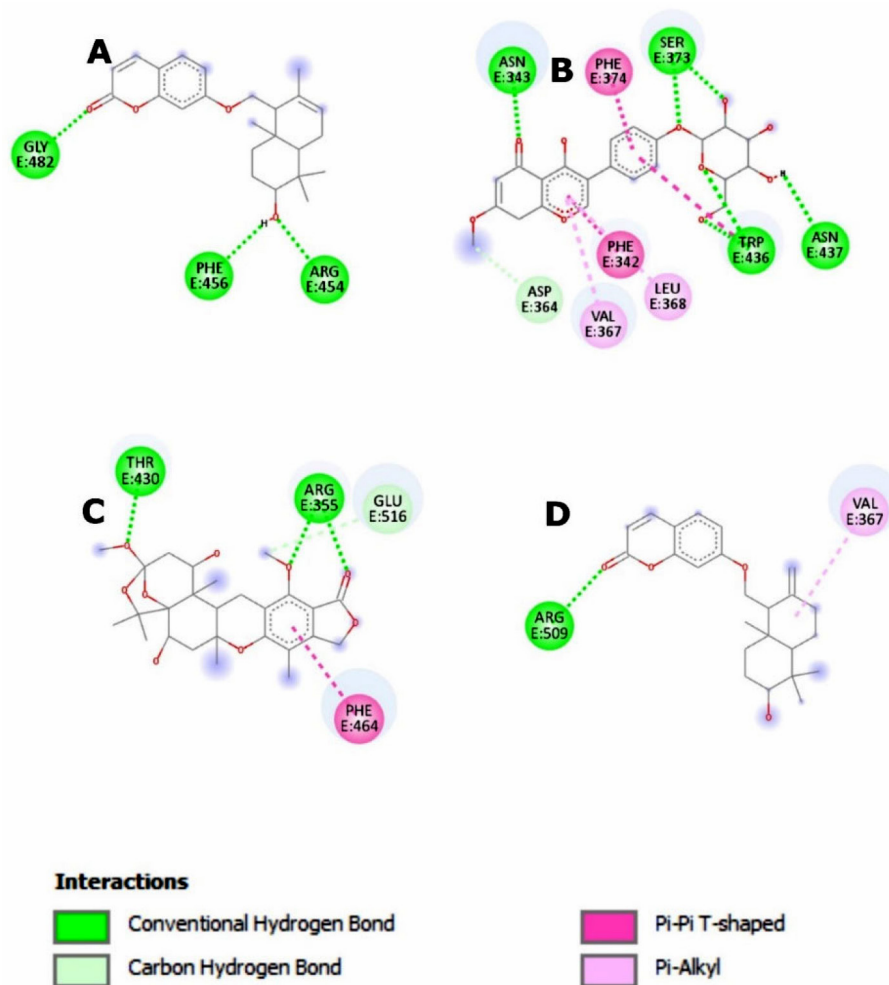 A
GLY
E:482
PHE
E:456
ARG
E:454
H
O
O
O
O
B
ASN
E:343
PHE
E:374
SER
E:373
ASP
E:364
VAL
E:367
PHE
E:342
LEU
E:368
TRP
E:436
ASN
E:437
O
O
O
O
O
O
O
O
O
O
H
C
THR
E:430
ARG
E:355
GLU
E:516
PHE
E:464
O
O
O
O
O
O
O
O
O
D
VAL
E:367
ARG
E:509
O
O
O
O
Interactions
Conventional Hydrogen Bond
Carbon Hydrogen Bond
Pi-Pi T-shaped
Pi-Alkyl